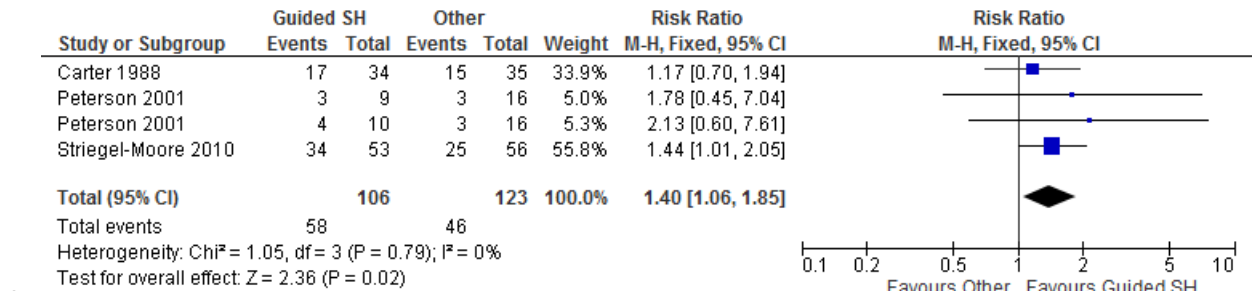 Guided SH Other Risk Ratio Risk Ratio
Study or Subgroup Events Total Events Total Weight M-H, Fixed, 95% CI M-H, Fixed, 95% CI
Carter 1988 17 34 15 35 33.9% 1.17 [0.70, 1.94]
Peterson 2001 3 9 3 16 5.0% 1.78 [0.45, 7.04]
Peterson 2001 4 10 3 16 5.3% 2.13 [0.60, 7.61]
Striegel-Moore 2010 34 53 25 56 55.8% 1.44 [1.01, 2.05]
Total (95% CI) 106 123 100.0% 1.40 [1.06, 1.85]
Total events 58 46
Heterogeneity: Chi² = 1.05, df = 3 (P = 0.79); I² = 0%
Test for overall effect: Z = 2.36 (P = 0.02)
0.1 0.2 0.5 1 2 5 10
Favours Other Favours Guided SH